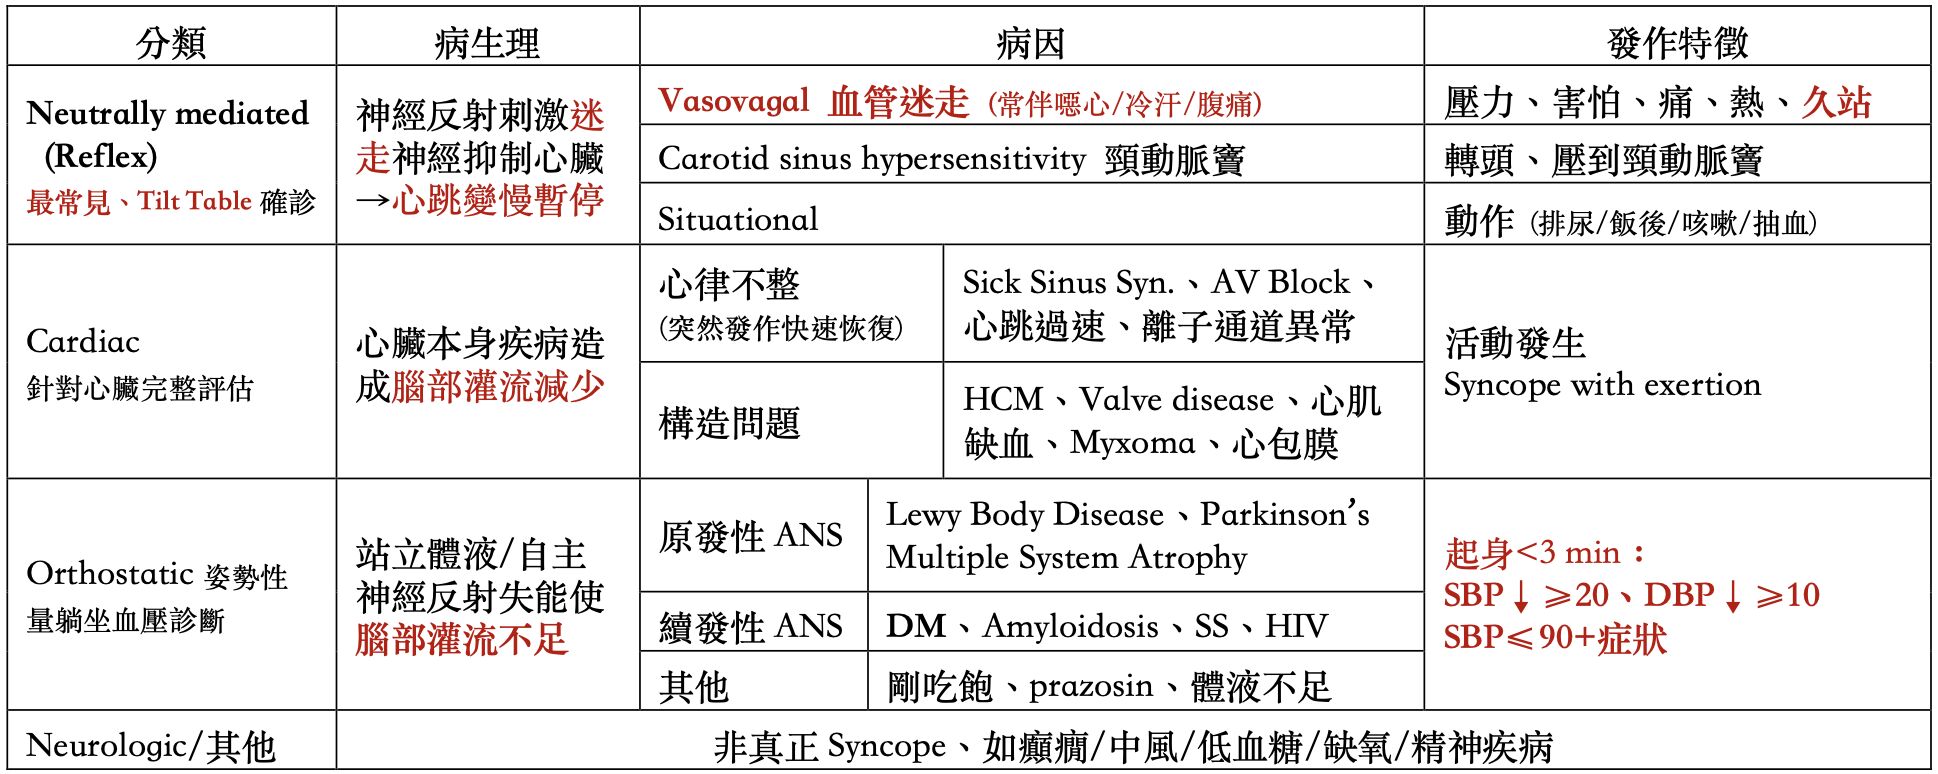 分類
病生理
病因
發作特徵
Neutrally mediated
(Reflex)
最常見、Tilt Table 確診
神經反射刺激迷
走神經抑制心臟
→心跳變慢暫停
Vasovagal 血管迷走 (常伴噁心/冷汗/腹痛)
壓力、害怕、痛、熱、久站
Carotid sinus hypersensitivity 頸動脈竇
轉頭、壓到頸動脈竇
Situational
動作 (排尿/飯後/咳嗽/抽血)
Cardiac
針對心臟完整評估
心臟本身疾病造
成腦部灌流減少
心律不整
(突然發作快速恢復)
Sick Sinus Syn.、AV Block、
心跳過速、離子通道異常
構造問題
HCM、Valve disease、心肌
缺血、Myxoma、心包膜
活動發生
Syncope with exertion
Orthostatic 姿勢性
量躺坐血壓診斷
站立體液/自主
神經反射失能使
腦部灌流不足
原發性 ANS
Lewy Body Disease、Parkinson’s
Multiple System Atrophy
續發性 ANS
DM、Amyloidosis、SS、HIV
其他
剛吃飽、prazosin、體液不足
起身<3 min：
SBP↓≥20、DBP↓≥10
SBP≤90+症狀
Neurologic/其他
非真正 Syncope、如癲癇/中風/低血糖/缺氧/精神疾病